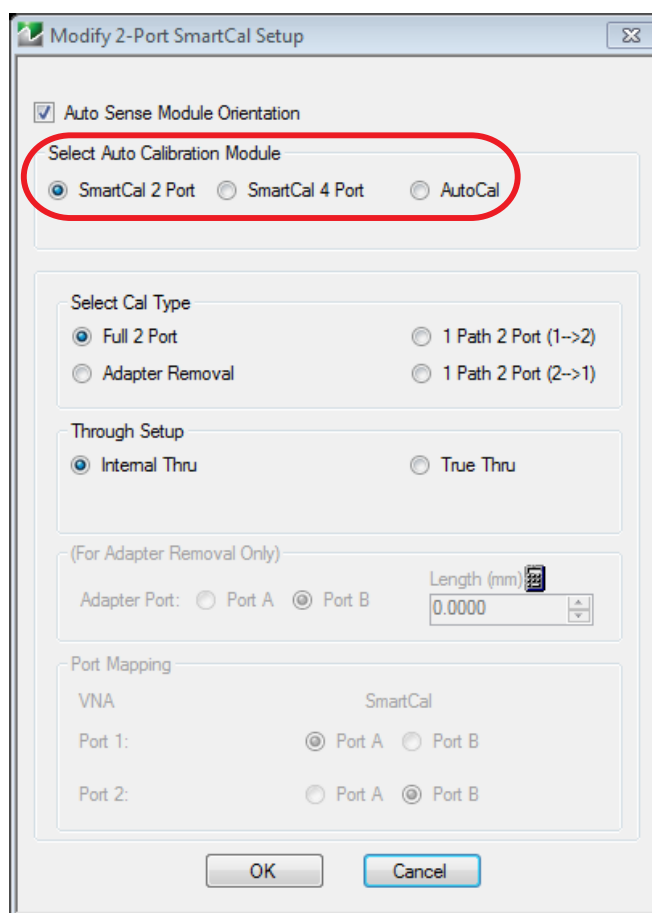 Modify 2-Port SmartCal Setup
Auto Sense Module Orientation
Select Auto Calibration Module
SmartCal 2 Port SmartCal 4 Port AutoCal
Select Cal Type
Full 2 Port 1 Path 2 Port (1-->2)
Adapter Removal 1 Path 2 Port (2-->1)
Through Setup
Internal Thru True Thru
(For Adapter Removal Only)
Length (mm)
Adapter Port: Port A Port B 0.0000
Port Mapping
VNA SmartCal
Port 1: Port A Port B
Port 2: Port A Port B
OK Cancel